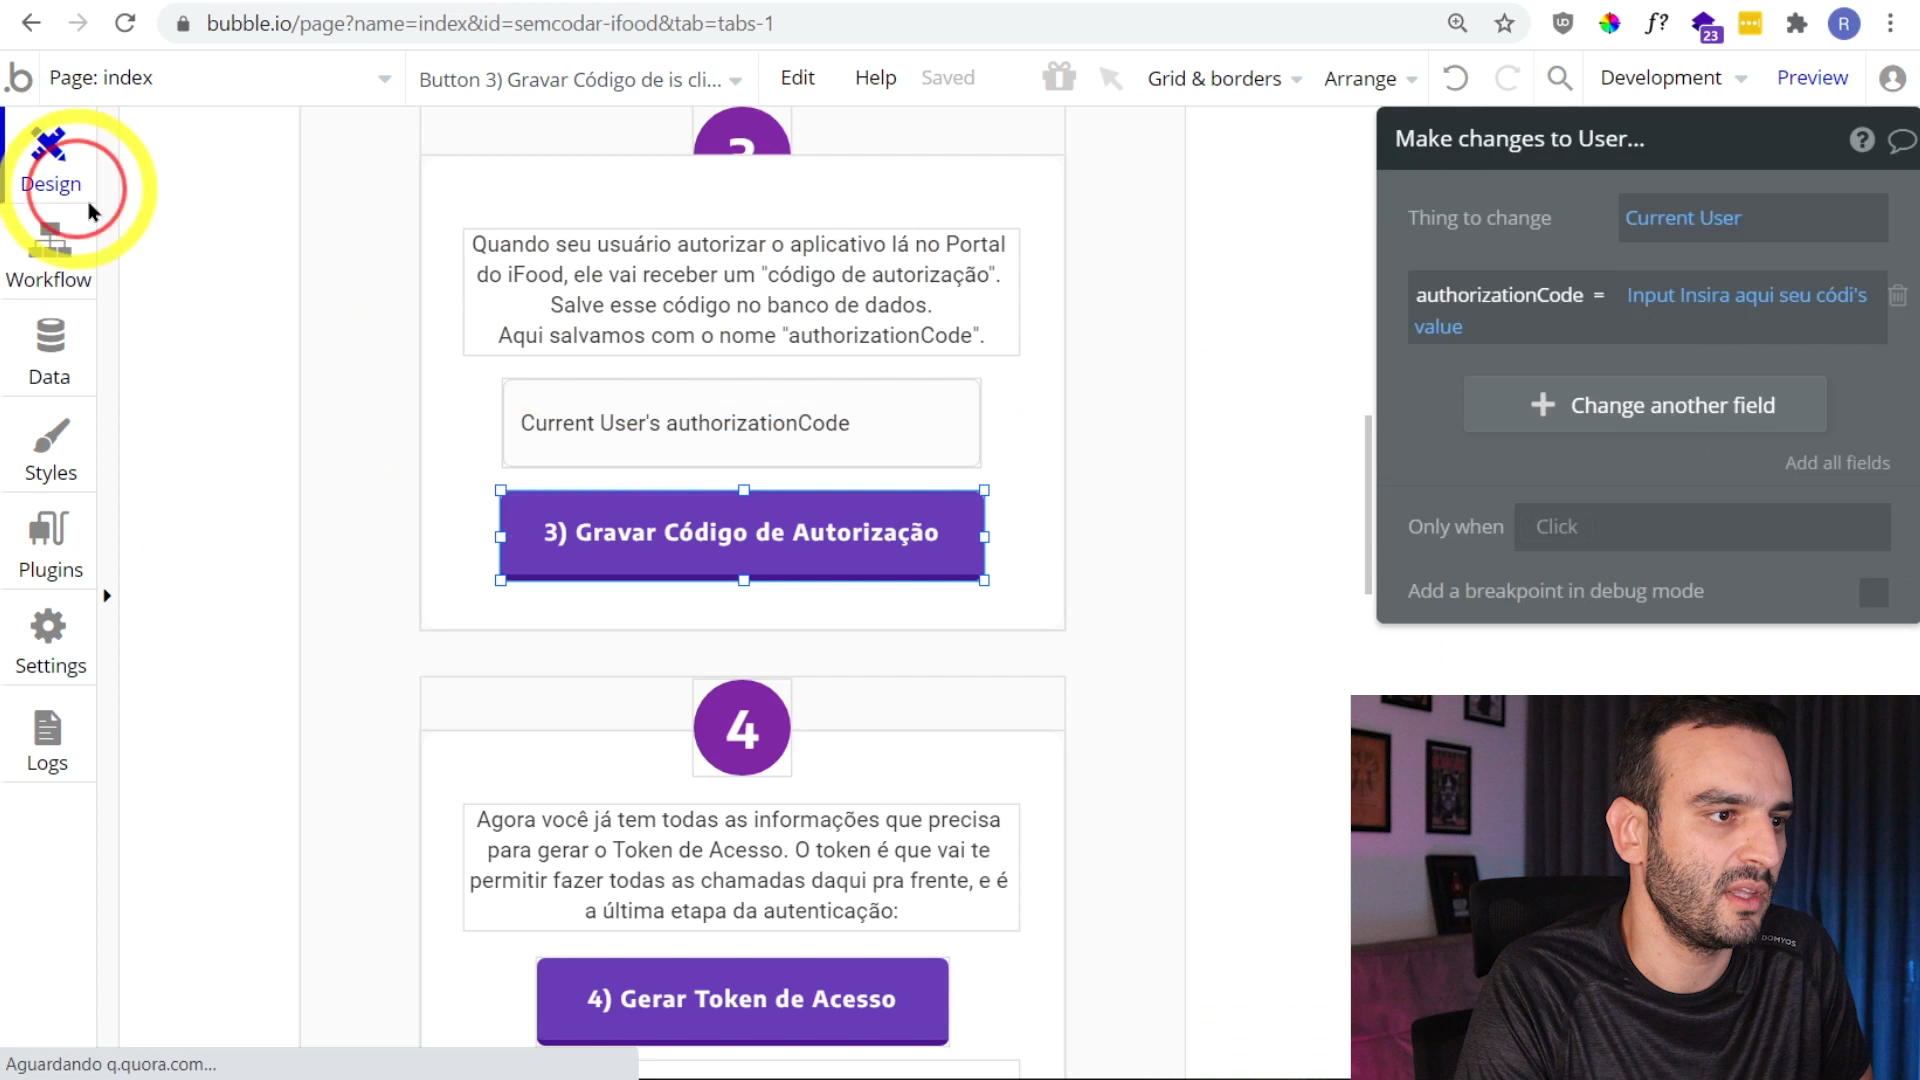 bubble.io/page?name=index&id=semcodar-ifood&tab=tabs-1
f?
23
R
b
Page: index
Button 3) Gravar Código de is cli...
Edit
Help
Saved
Grid & borders
Arrange
Development
Preview
Design
Workflow
Data
Styles
Plugins
Settings
Logs
3
Quando seu usuário autorizar o aplicativo lá no Portal
do iFood, ele vai receber um "código de autorização".
Salve esse código no banco de dados.
Aqui salvamos com o nome "authorizationCode".
Current User's authorizationCode
3) Gravar Código de Autorização
4
Agora você já tem todas as informações que precisa
para gerar o Token de Acesso. O token é que vai te
permitir fazer todas as chamadas daqui pra frente, e é
a última etapa da autenticação:
4) Gerar Token de Acesso
Make changes to User...
?
Thing to change
Current User
authorizationCode = Input Insira aqui seu códi's
value
Change another field
Add all fields
Only when
Click
Add a breakpoint in debug mode
DOMYOS
Aguardando q.quora.com...